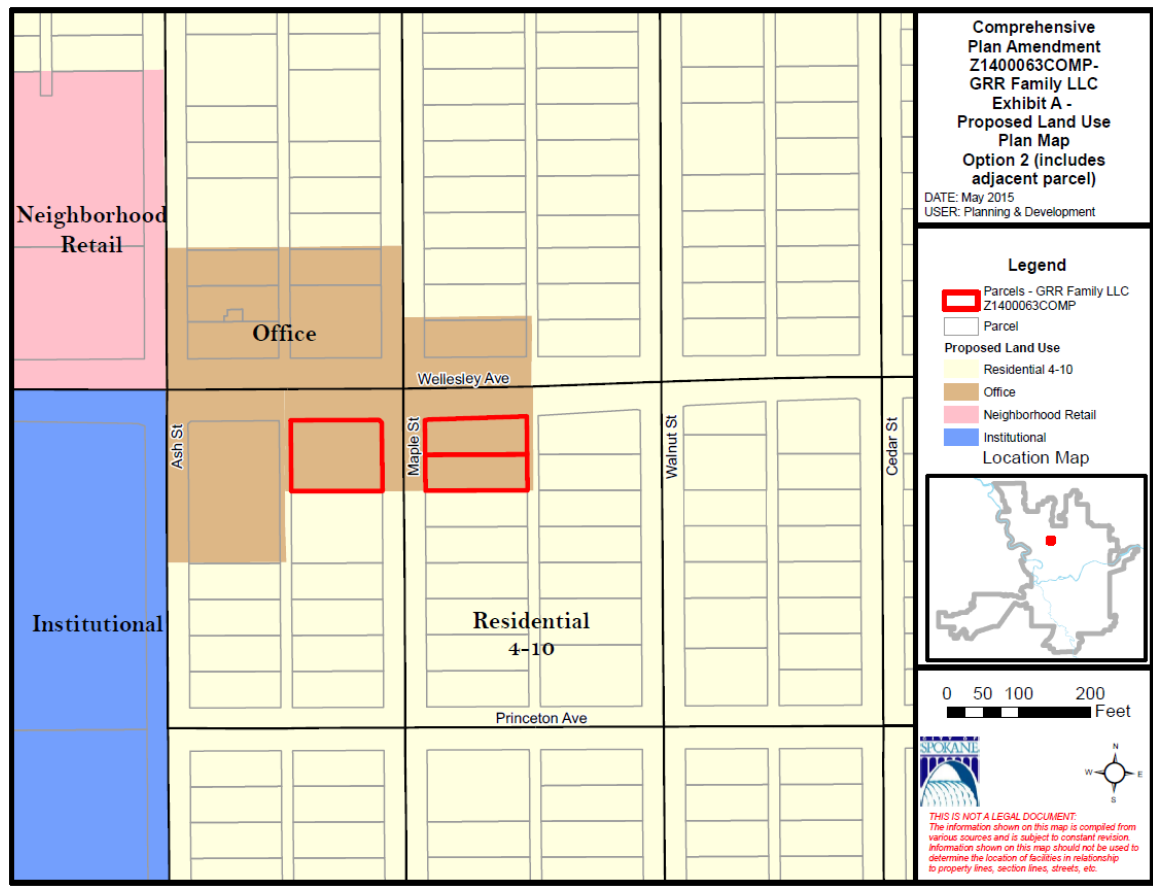 Comprehensive
Plan Amendment
Z1400063COMP-
GRR Family LLC
Exhibit A -
Proposed Land Use
Plan Map
Option 2 (includes
adjacent parcel)
DATE: May 2015
USER: Planning & Development
Legend
Parcels - GRR Family LLC
Z1400063COMP
Parcel
Proposed Land Use
Residential 4-10
Office
Neighborhood Retail
Institutional
Location Map
0 50 100 200
Feet
SPOKANE
N
W E
S
THIS IS NOT A LEGAL DOCUMENT:
The information shown on this map is compiled from
various sources and is subject to constant revision.
Information shown on this map should not be used to
determine the location of facilities in relationship
to property lines, section lines, streets, etc.
Neighborhood
Retail
Office
Wellesley Ave
Ash St
Maple St
Walnut St
Cedar St
Institutional
Residential
4-10
Princeton Ave